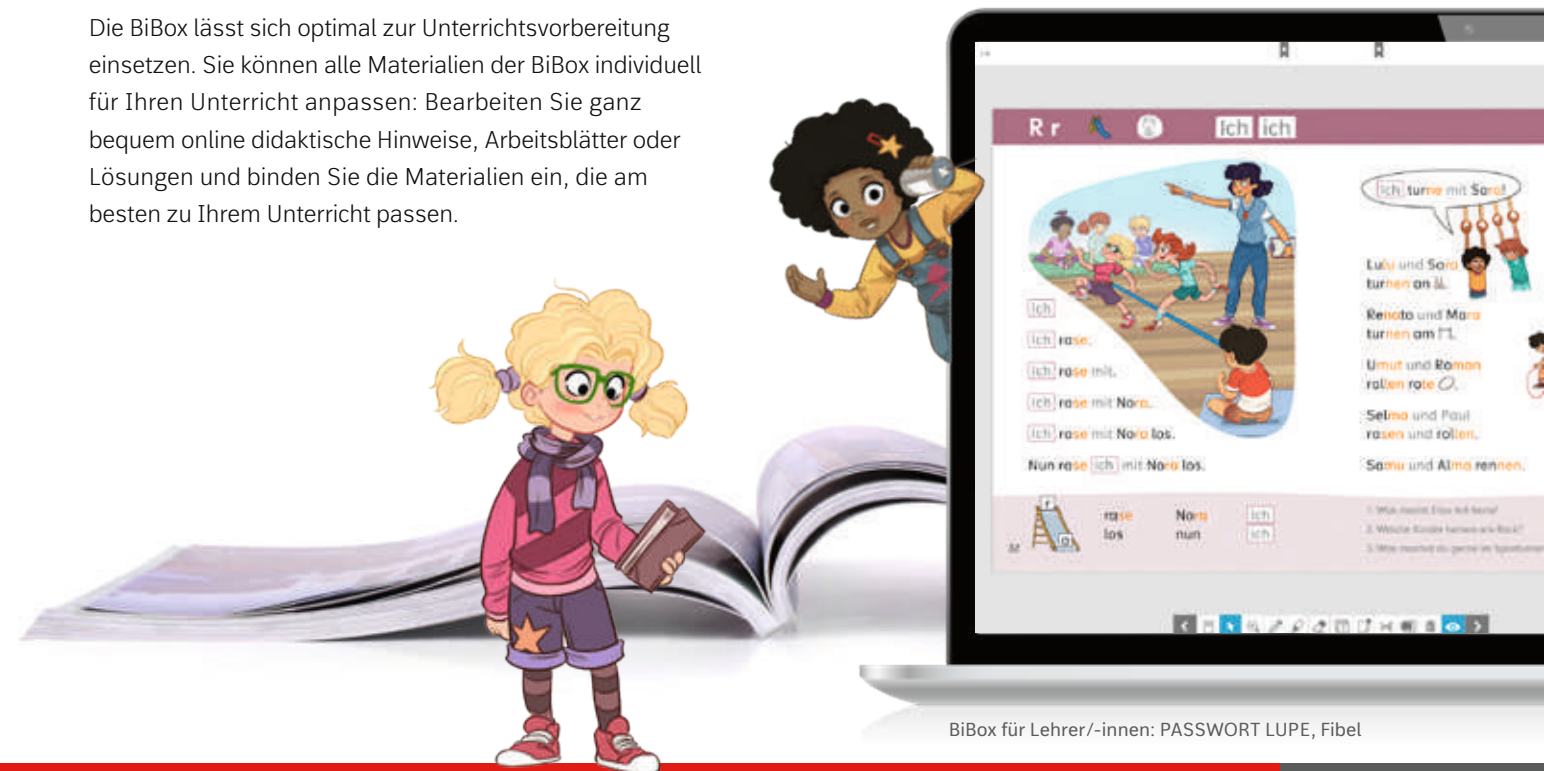 Die BiBox lässt sich optimal zur Unterrichtsvorbereitung
einsetzen. Sie können alle Materialien der BiBox individuell
für Ihren Unterricht anpassen: Bearbeiten Sie ganz
bequem online didaktische Hinweise, Arbeitsblätter oder
Lösungen und binden Sie die Materialien ein, die am
besten zu Ihrem Unterricht passen.
R r ich ich
ich
ich rase.
ich rase mit.
ich rase mit Nora.
ich rase mit Nora los.
Nun rase ich mit Nora los.
ich turne mit Sara!
Lulu und Sara
turnen an
Renato und Mara
turnen am
Umut und Roman
rollen rote
Selma und Paul
rasen und rollen.
Samu und Alma rennen.
r
a
rase Nora ich
los nun ich
BiBox für Lehrer/-innen: PASSWORT LUPE, Fibel